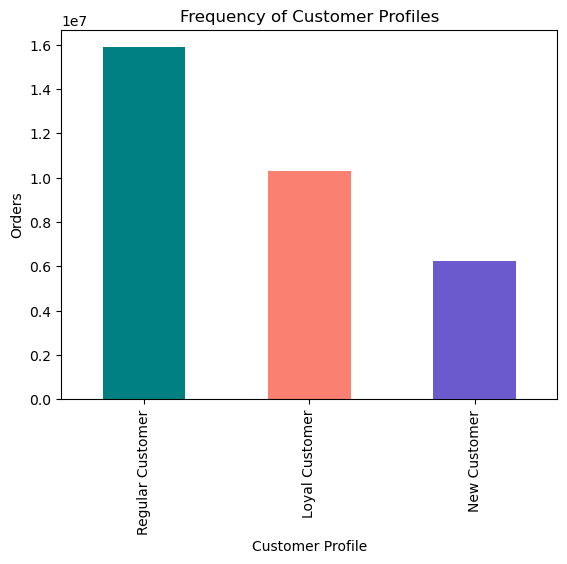 Frequency of Customer Profiles
1e7
1.6
1.4
1.2
1.0
0.8
0.6
0.4
0.2
0.0
Orders
Regular Customer
Loyal Customer
New Customer
Customer Profile